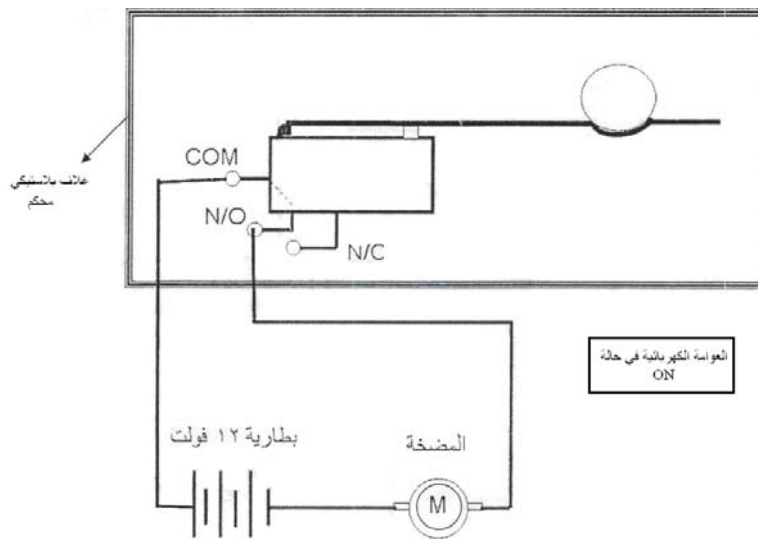 COM
غلاف بلاستيكي
محكم
N/O
N/C
العوامة الكهربائية في حالة
ON
بطارية ١٢ فولت
المضخة
M